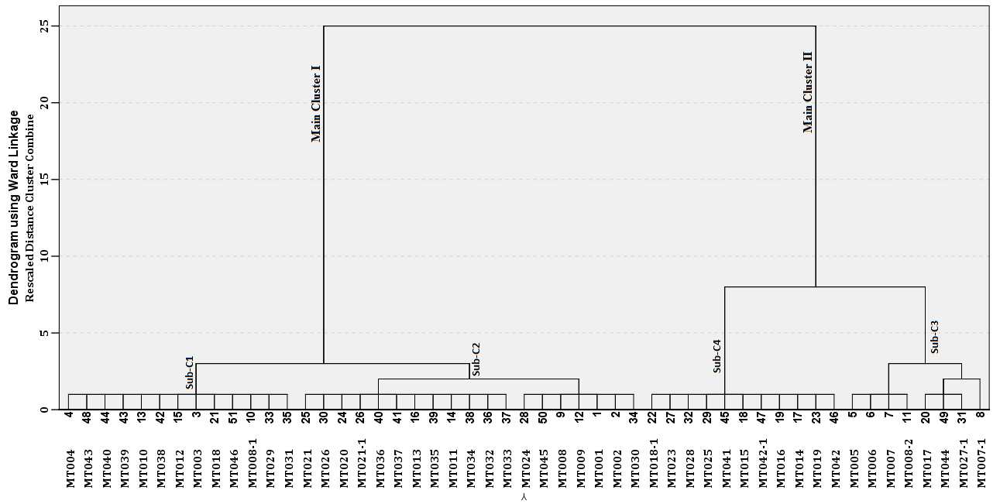 Dendrogram using Ward Linkage
Rescaled Distance Cluster Combine
25
20
15
10
5
0
Main Cluster I
Main Cluster II
Sub-C1
Sub-C2
Sub-C4
Sub-C3
4 48 44 43 13 42 15 3 21 51 10 33 35 25 30 24 26 40 41 16 39 14 38 36 37 28 50 9 12 1 2 34 22 27 32 29 45 18 47 19 17 23 46 5 6 7 11 20 49 31 8
MT004 MT043 MT040 MT039 MT010 MT038 MT012 MT003 MT018 MT046 MT008-1 MT029 MT031 MT021 MT026 MT020 MT021-1 MT036 MT037 MT013 MT035 MT011 MT034 MT032 MT033 MT024 MT045 MT008 MT009 MT001 MT002 MT030 MT018-1 MT023 MT028 MT025 MT041 MT015 MT042-1 MT016 MT014 MT019 MT042 MT005 MT006 MT007 MT008-2 MT017 MT044 MT027-1 MT007-1
Y